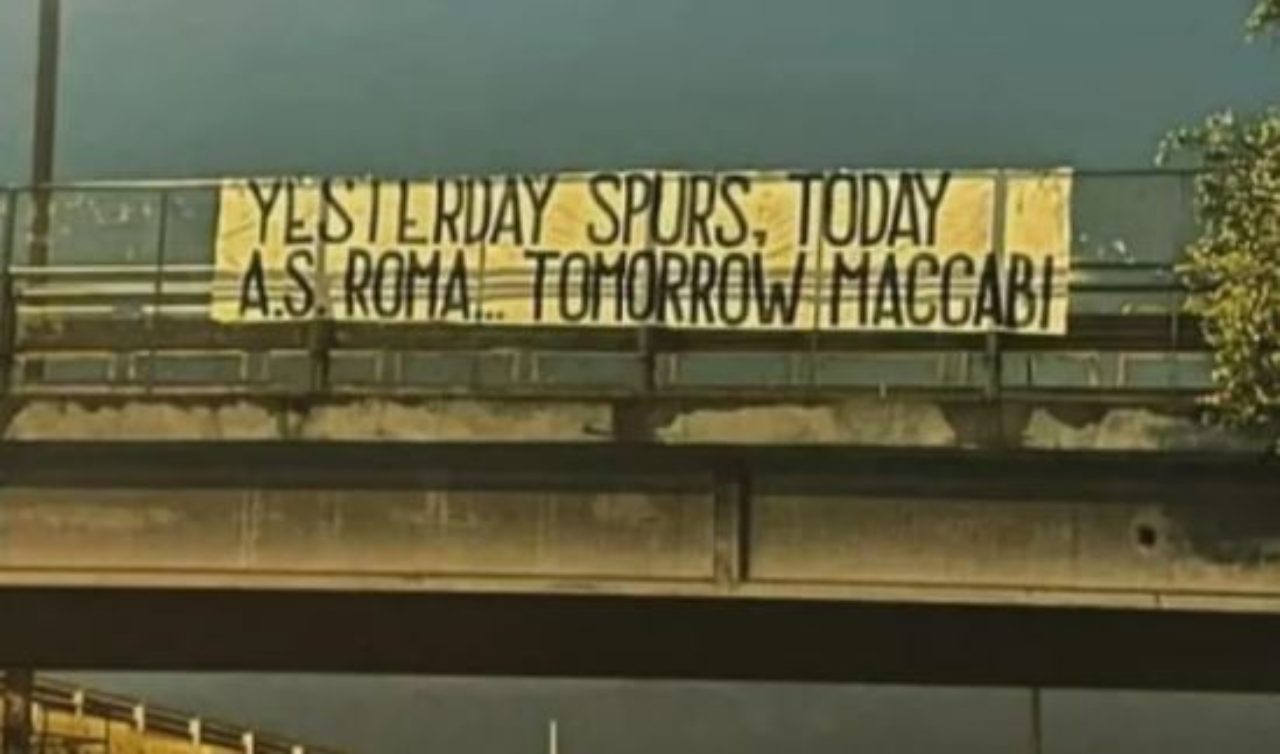 YESTERDAY SPURS, TODAY
A.S. ROMA... TOMORROW MACCABI